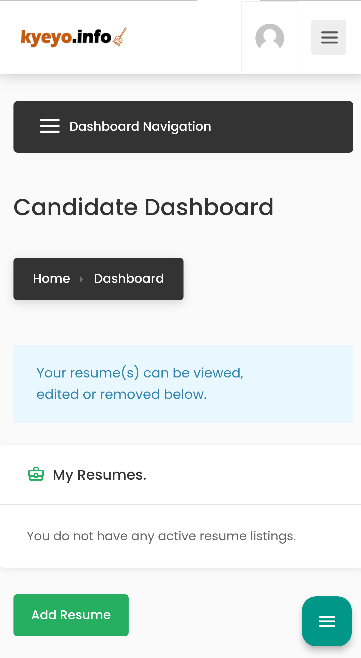 kyeyo.info
Dashboard Navigation
Candidate Dashboard
Home Dashboard
Your resume(s) can be viewed,
edited or removed below.
My Resumes.
You do not have any active resume listings.
Add Resume